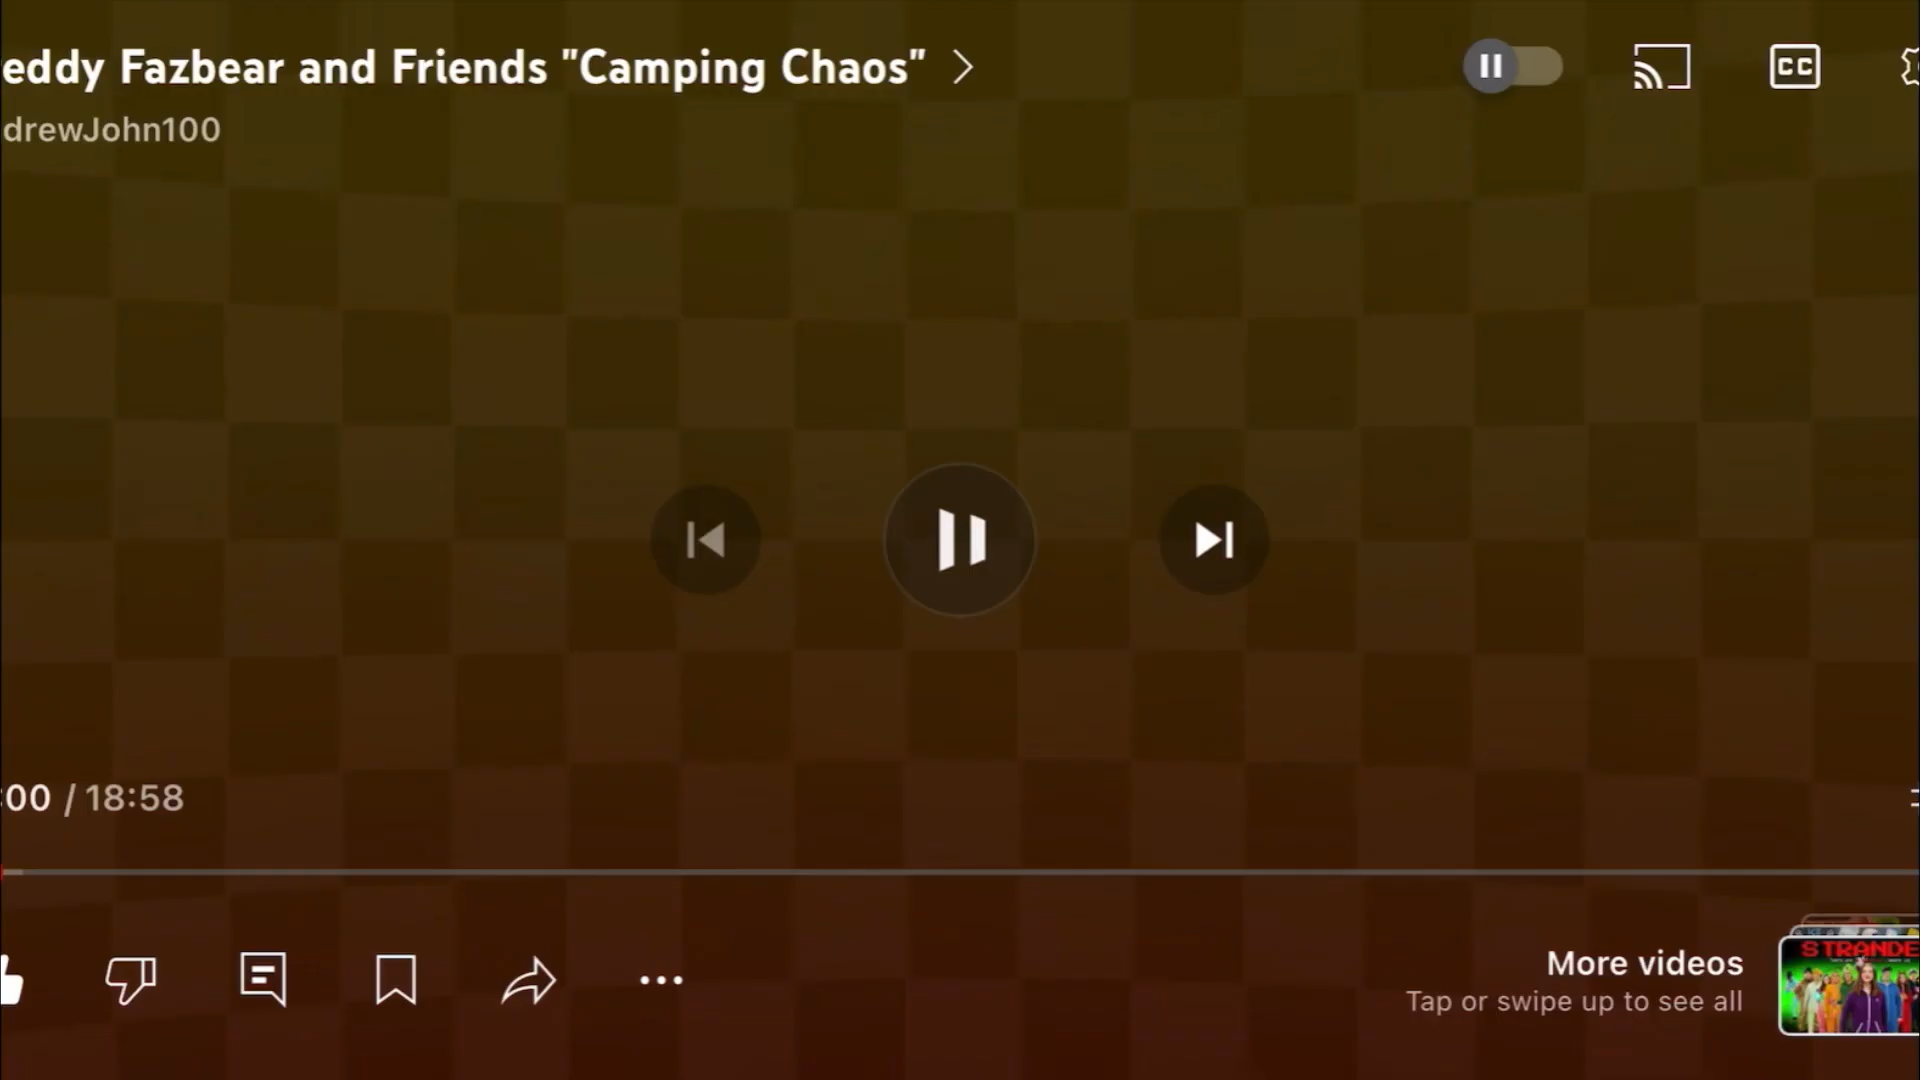 eddy Fazbear and Friends "Camping Chaos"
drewJohn100
CC
:00 / 18:58
More videos
Tap or swipe up to see all
STRANDE